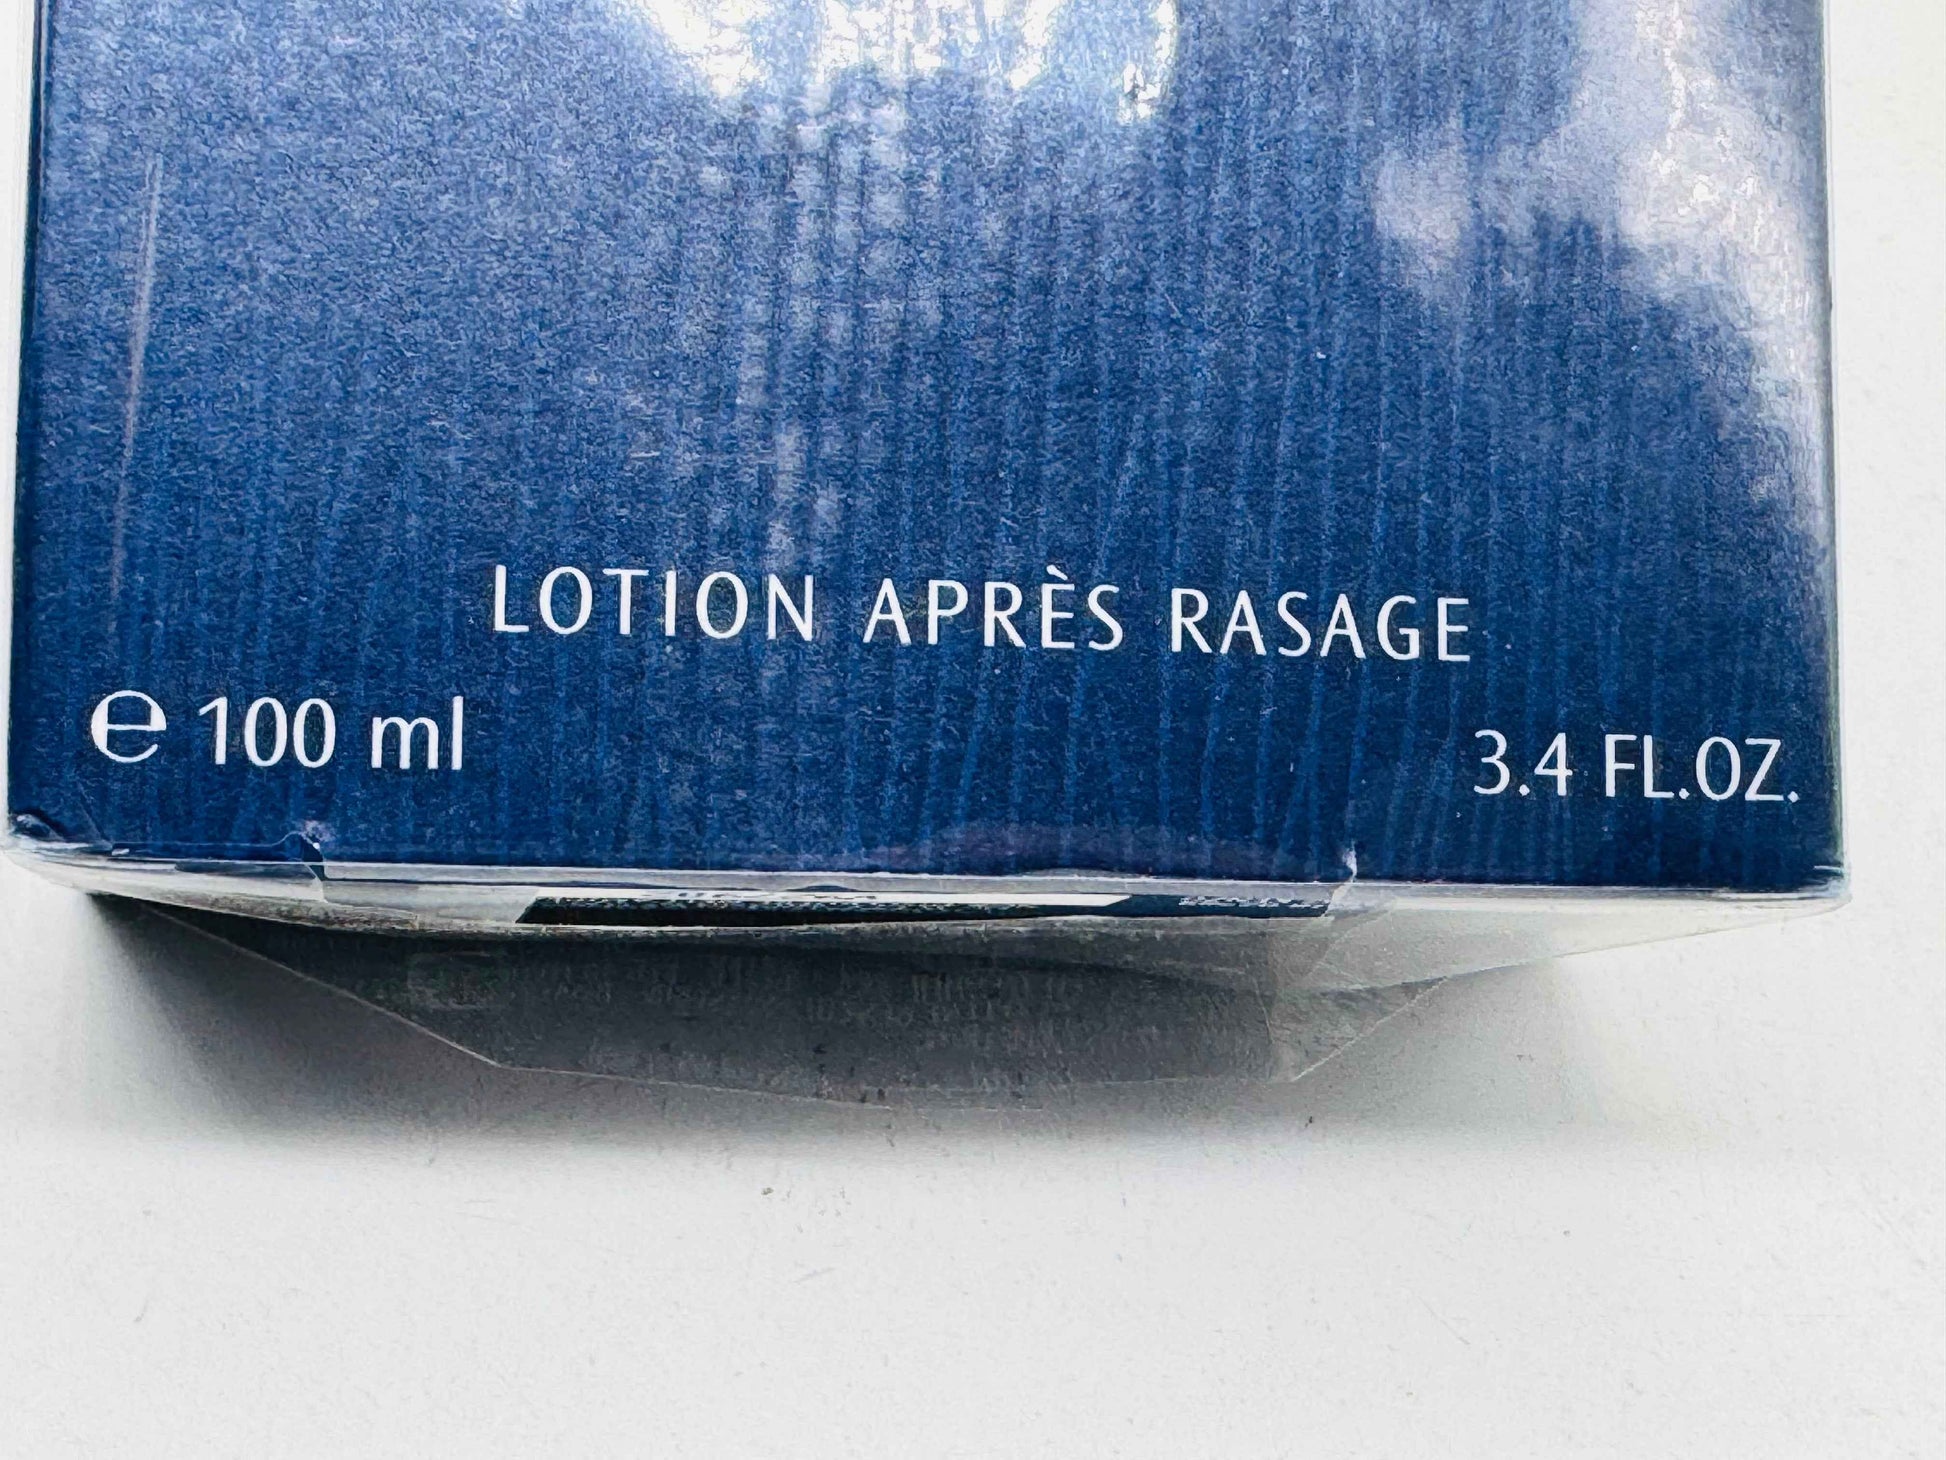 LOTION APRÈS RASAGE
℮ 100 ml
3.4 FL.OZ.